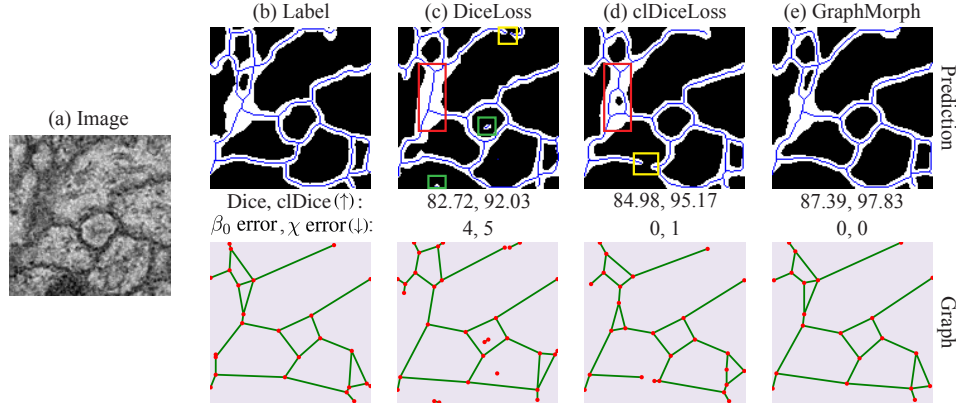 (b) Label (c) DiceLoss (d) clDiceLoss (e) GraphMorph
(a) Image
Prediction
Dice, clDice(↑): 82.72, 92.03 84.98, 95.17 87.39, 97.83
β₀ error, χ error(↓): 4, 5 0, 1 0, 0
Graph